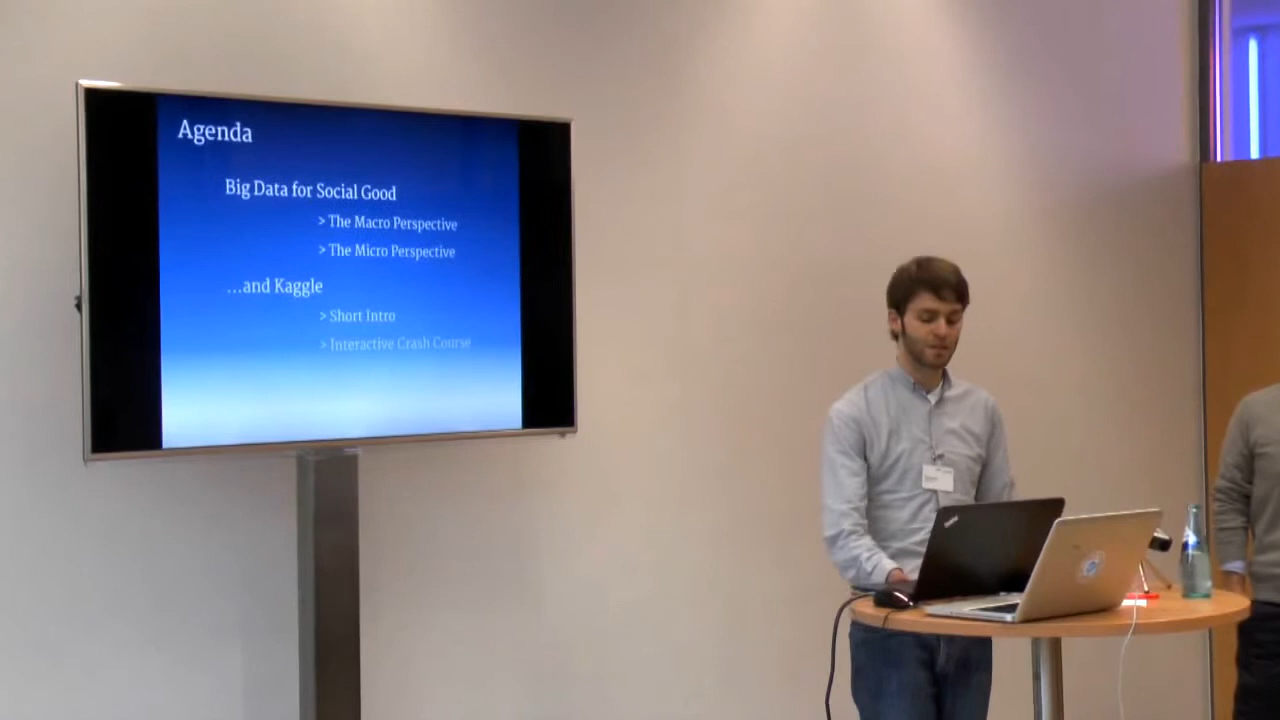 Agenda
Big Data for Social Good
> The Macro Perspective
> The Micro Perspective
...and Kaggle
> Short Intro
> Interactive Crash Course